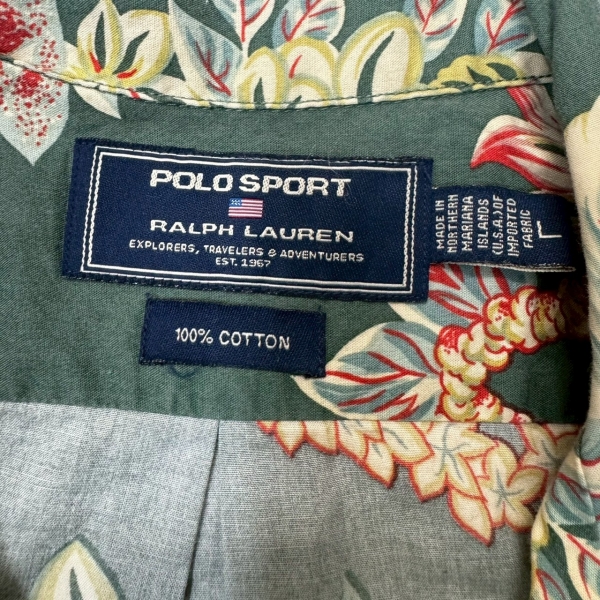 POLO SPORT
RALPH LAUREN
EXPLORERS, TRAVELERS & ADVENTURERS
EST. 1967
MADE IN
NORTHERN
MARIANA
ISLANDS
(U.S.A.) OF
IMPORTED
FABRIC
L
100% COTTON